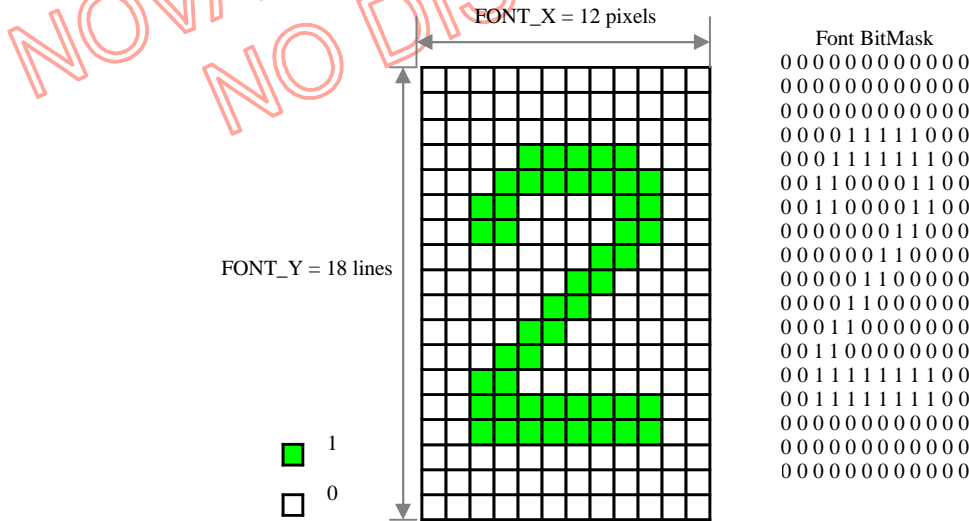 NO
FONT_X = 12 pixels
FONT_Y = 18 lines
1
0
Font BitMask
0 0 0 0 0 0 0 0 0 0 0 0
0 0 0 0 0 0 0 0 0 0 0 0
0 0 0 0 0 0 0 0 0 0 0 0
0 0 0 0 1 1 1 1 1 0 0 0
0 0 0 1 1 1 1 1 1 1 0 0
0 0 1 1 0 0 0 0 1 1 0 0
0 0 1 1 0 0 0 0 1 1 0 0
0 0 0 0 0 0 0 1 1 0 0 0
0 0 0 0 0 0 1 1 0 0 0 0
0 0 0 0 0 1 1 0 0 0 0 0
0 0 0 0 1 1 0 0 0 0 0 0
0 0 0 1 1 0 0 0 0 0 0 0
0 0 1 1 0 0 0 0 0 0 0 0
0 0 1 1 1 1 1 1 1 1 0 0
0 0 1 1 1 1 1 1 1 1 0 0
0 0 0 0 0 0 0 0 0 0 0 0
0 0 0 0 0 0 0 0 0 0 0 0
0 0 0 0 0 0 0 0 0 0 0 0